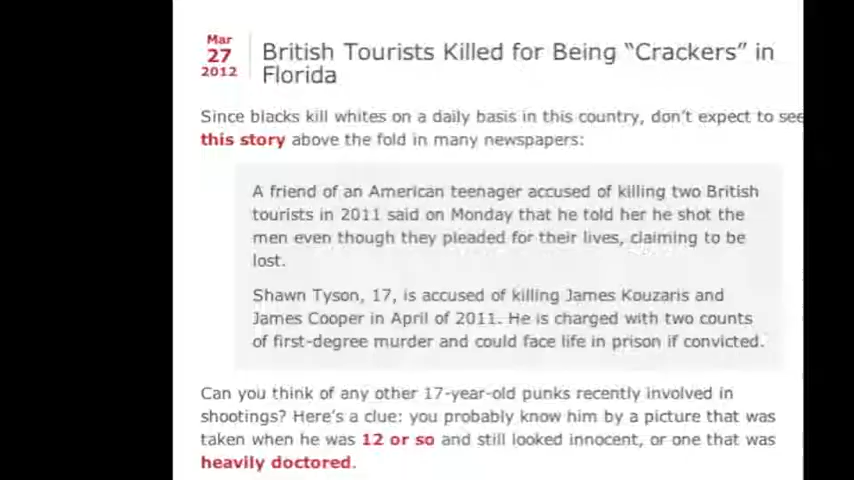 Mar
27
2012
British Tourists Killed for Being “Crackers” in
Florida
Since blacks kill whites on a daily basis in this country, don’t expect to see
this story above the fold in many newspapers:
A friend of an American teenager accused of killing two British
tourists in 2011 said on Monday that he told her he shot the
men even though they pleaded for their lives, claiming to be
lost.
Shawn Tyson, 17, is accused of killing James Kouzaris and
James Cooper in April of 2011. He is charged with two counts
of first-degree murder and could face life in prison if convicted.
Can you think of any other 17-year-old punks recently involved in
shootings? Here’s a clue: you probably know him by a picture that was
taken when he was 12 or so and still looked innocent, or one that was
heavily doctored.